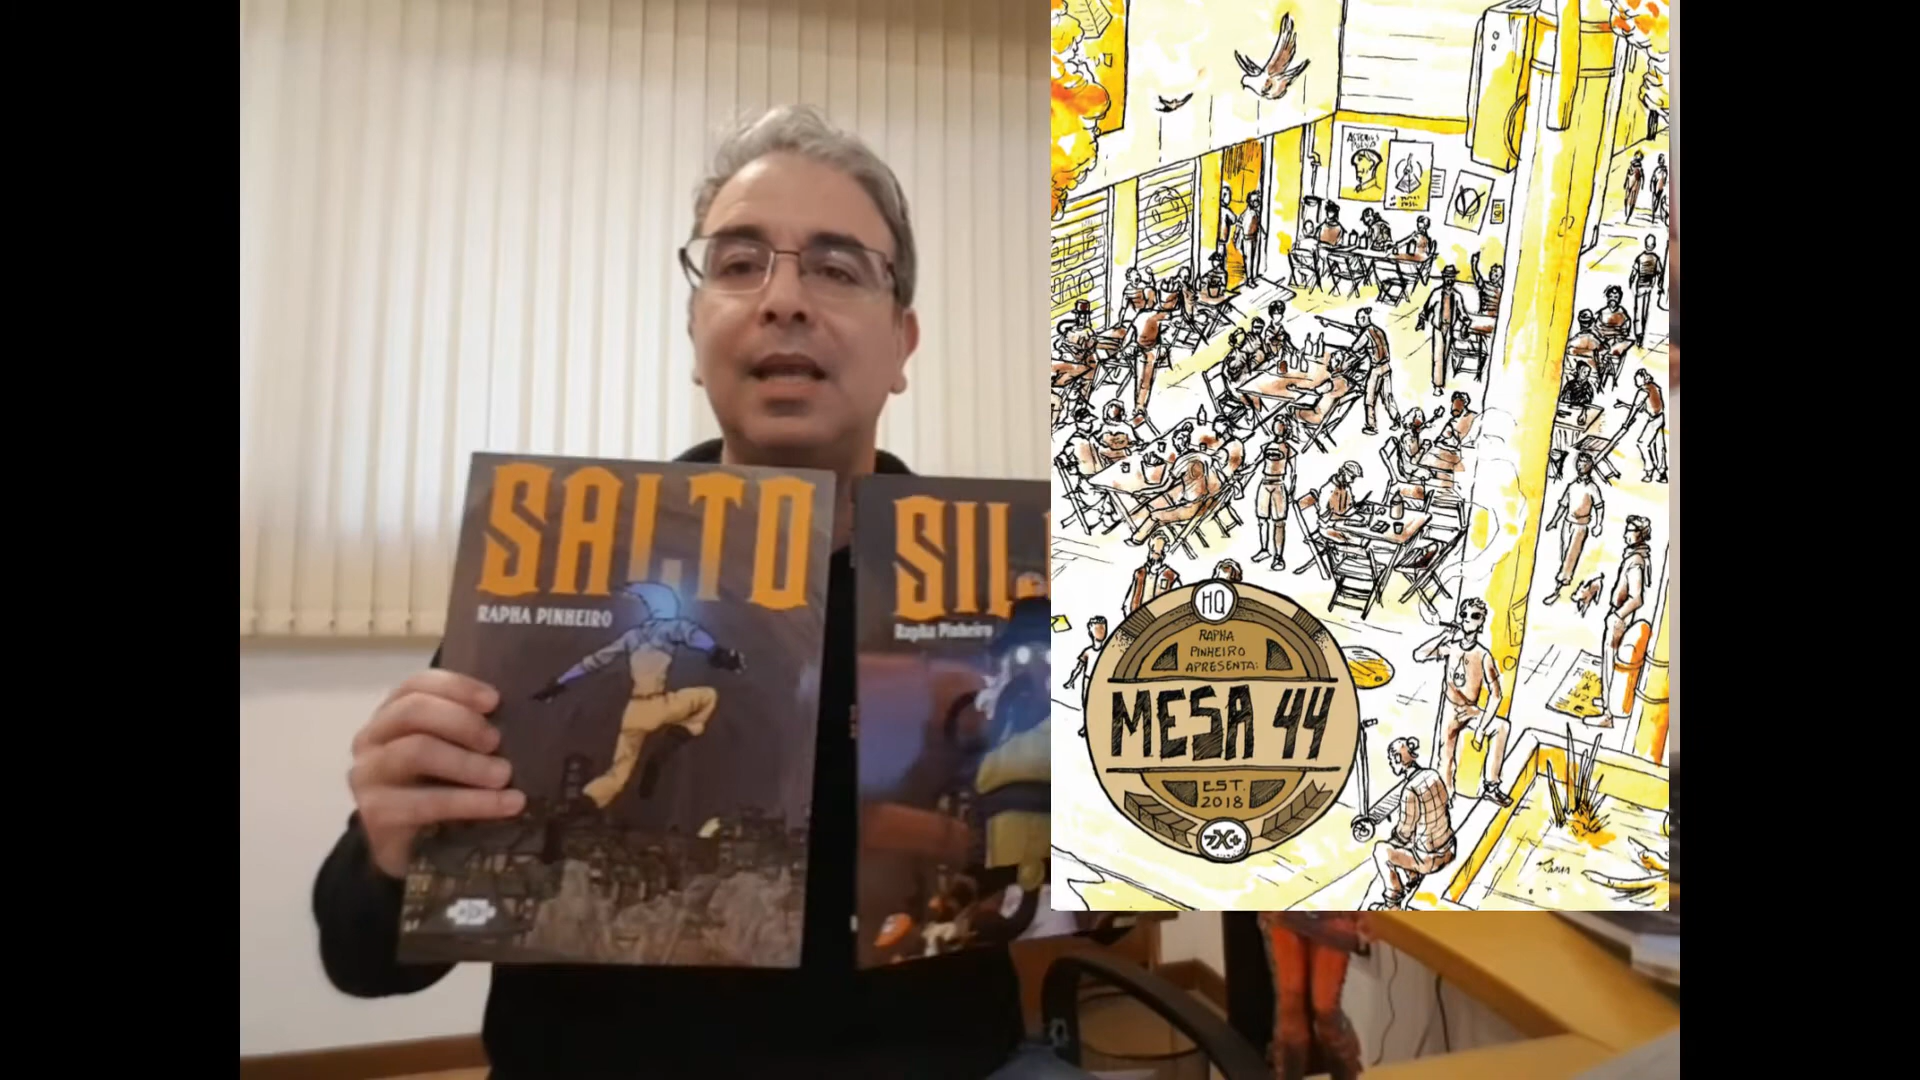 SALTO
RAPHA PINHEIRO
SIL
Rapha Pinheiro
HQ
RAPHA
PINHEIRO
APRESENTA:
MESA 44
EST.
2018